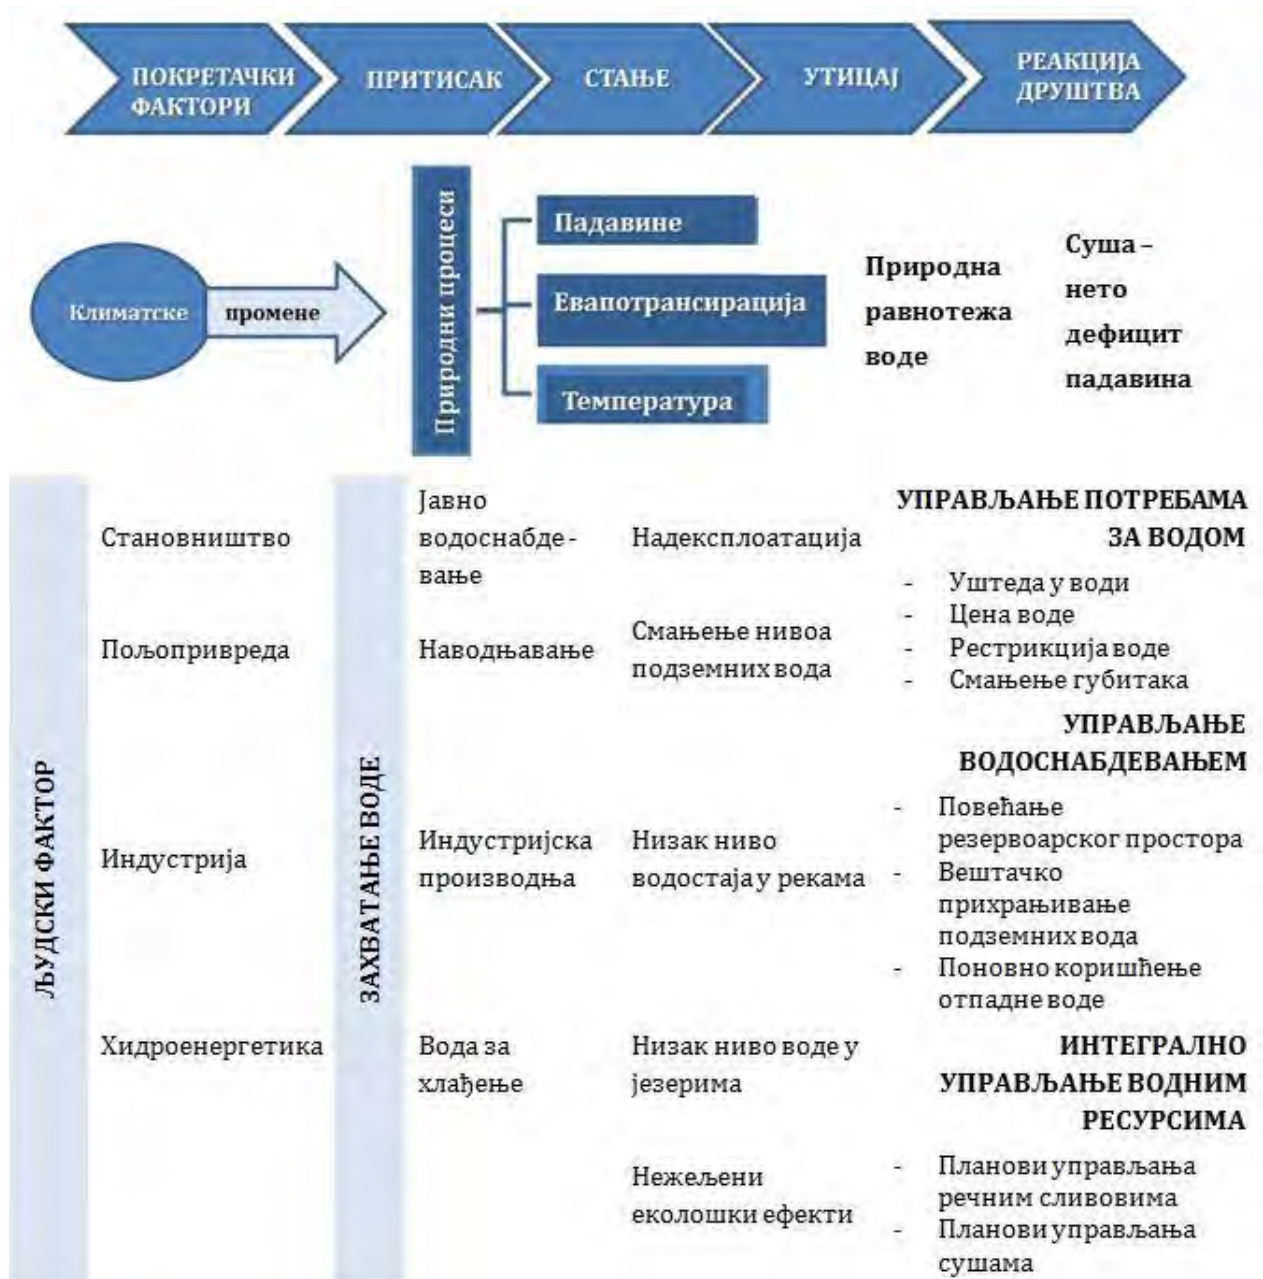 ПОКРЕТАЧКИ
ФАКТОРИ
ПРИТИСАК
СТАЊЕ
УТИЦАЈ
РЕАКЦИЈА
ДРУШТВА
Климатске
промене
Природни процеси
Падавине
Евапотрансирација
Температура
Природна
равнотежа
воде
Суша –
нето
дефицит
падавина
ЉУДСКИ ФАКТОР
Становништво
Пољопривреда
Индустрија
Хидроенергетика
ЗАХВАТАЊЕ ВОДЕ
Јавно
водоснабде-
вање
Наводњавање
Индустријска
производња
Вода за
хлађење
Надексплоатација
Смањење нивоа
подземних вода
Низак ниво
водостаја у рекама
Низак ниво воде у
језерима
Нежељени
еколошки ефекти
УПРАВЉАЊЕ ПОТРЕБАМА
ЗА ВОДОМ
- Уштеда у води
- Цена воде
- Рестрикција воде
- Смањење губитака
УПРАВЉАЊЕ
ВОДОСНАБДЕВАЊЕМ
- Повећање
резервоарског простора
- Вештачко
прихрањивање
подземних вода
- Поновно коришћење
отпадне воде
ИНТЕГРАЛНО
УПРАВЉАЊЕ ВОДНИМ
РЕСУРСИМА
- Планови управљања
речним сливовима
- Планови управљања
сушама